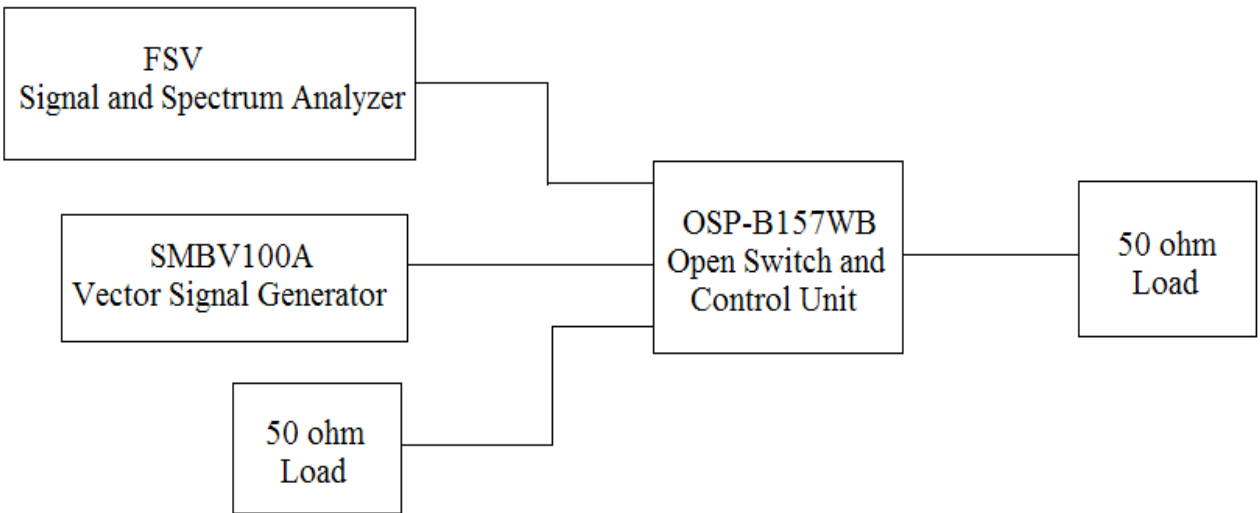 FSV
Signal and Spectrum Analyzer
SMBV100A
Vector Signal Generator
50 ohm
Load
OSP-B157WB
Open Switch and
Control Unit
50 ohm
Load